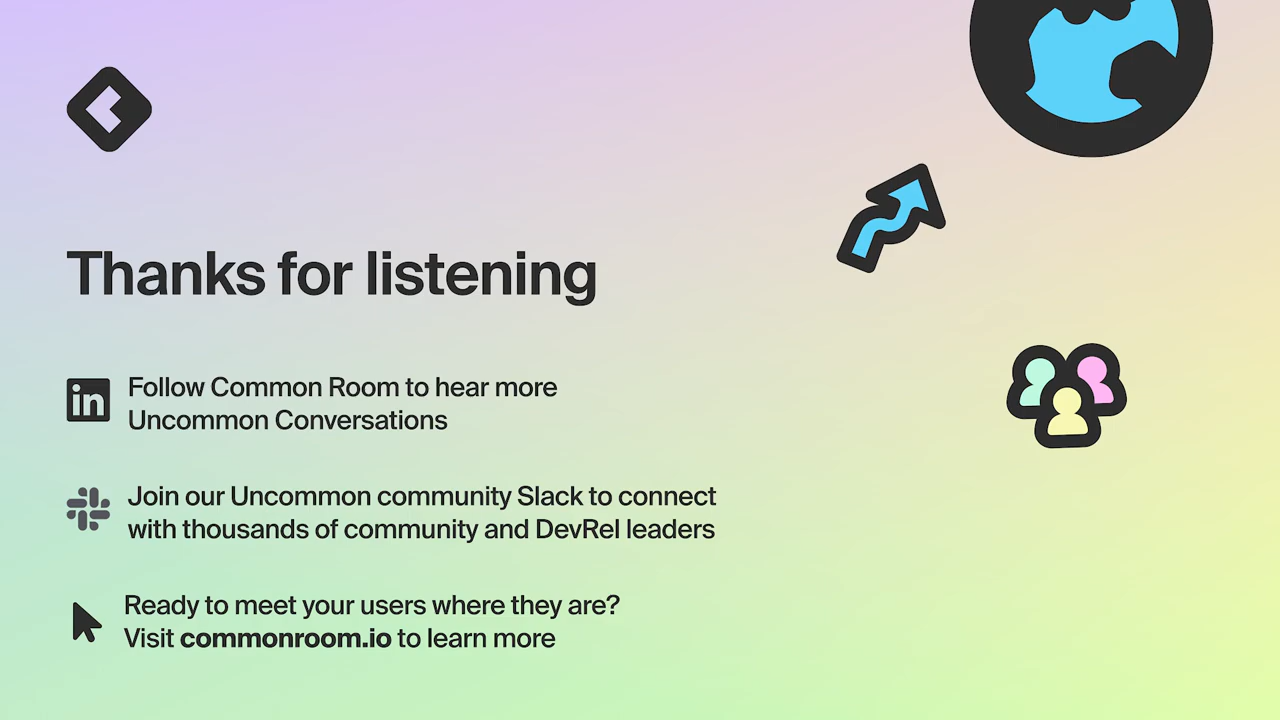 Thanks for listening
in
Follow Common Room to hear more
Uncommon Conversations
Join our Uncommon community Slack to connect
with thousands of community and DevRel leaders
Ready to meet your users where they are?
Visit commonroom.io to learn more